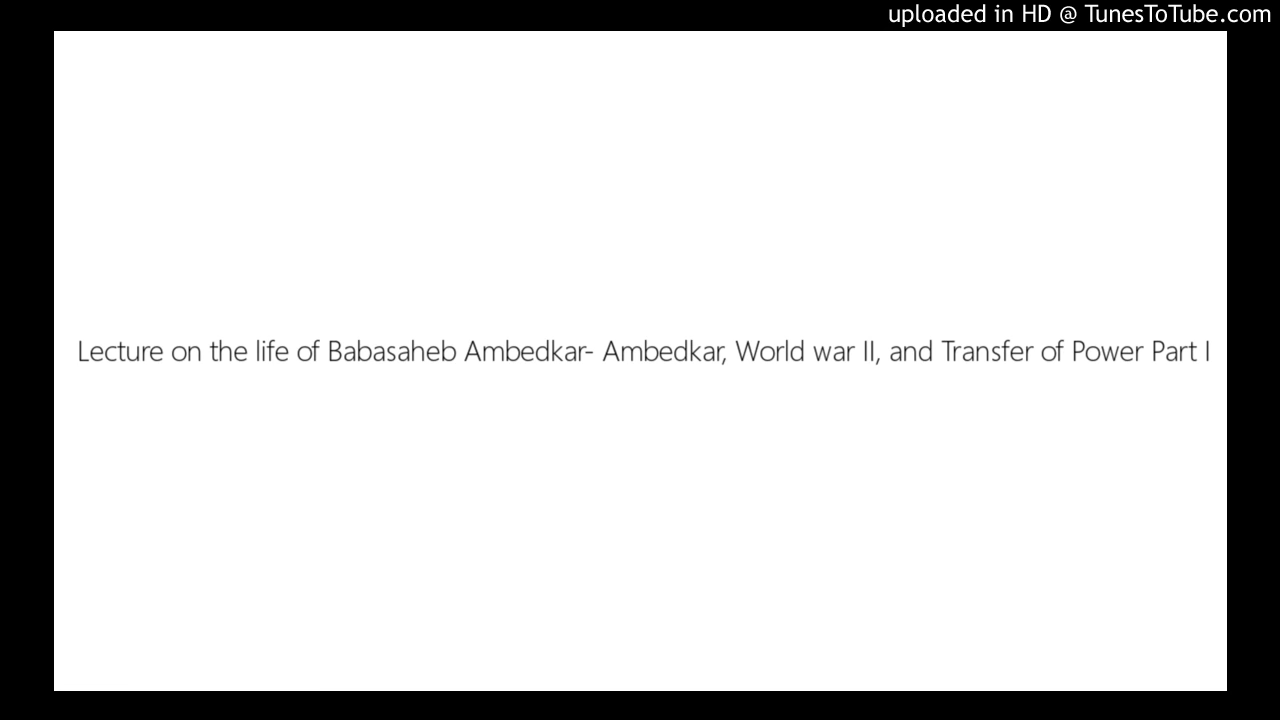 uploaded in HD @ TunesToTube.com
Lecture on the life of Babasaheb Ambedkar- Ambedkar, World war II, and Transfer of Power Part I